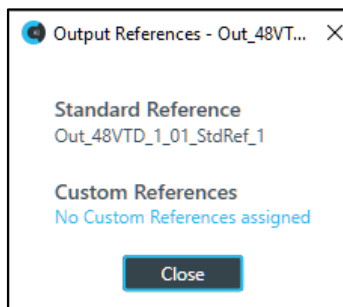 Output References - Out_48VT...
Standard Reference
Out_48VTD_1_01_StdRef_1
Custom References
No Custom References assigned
Close